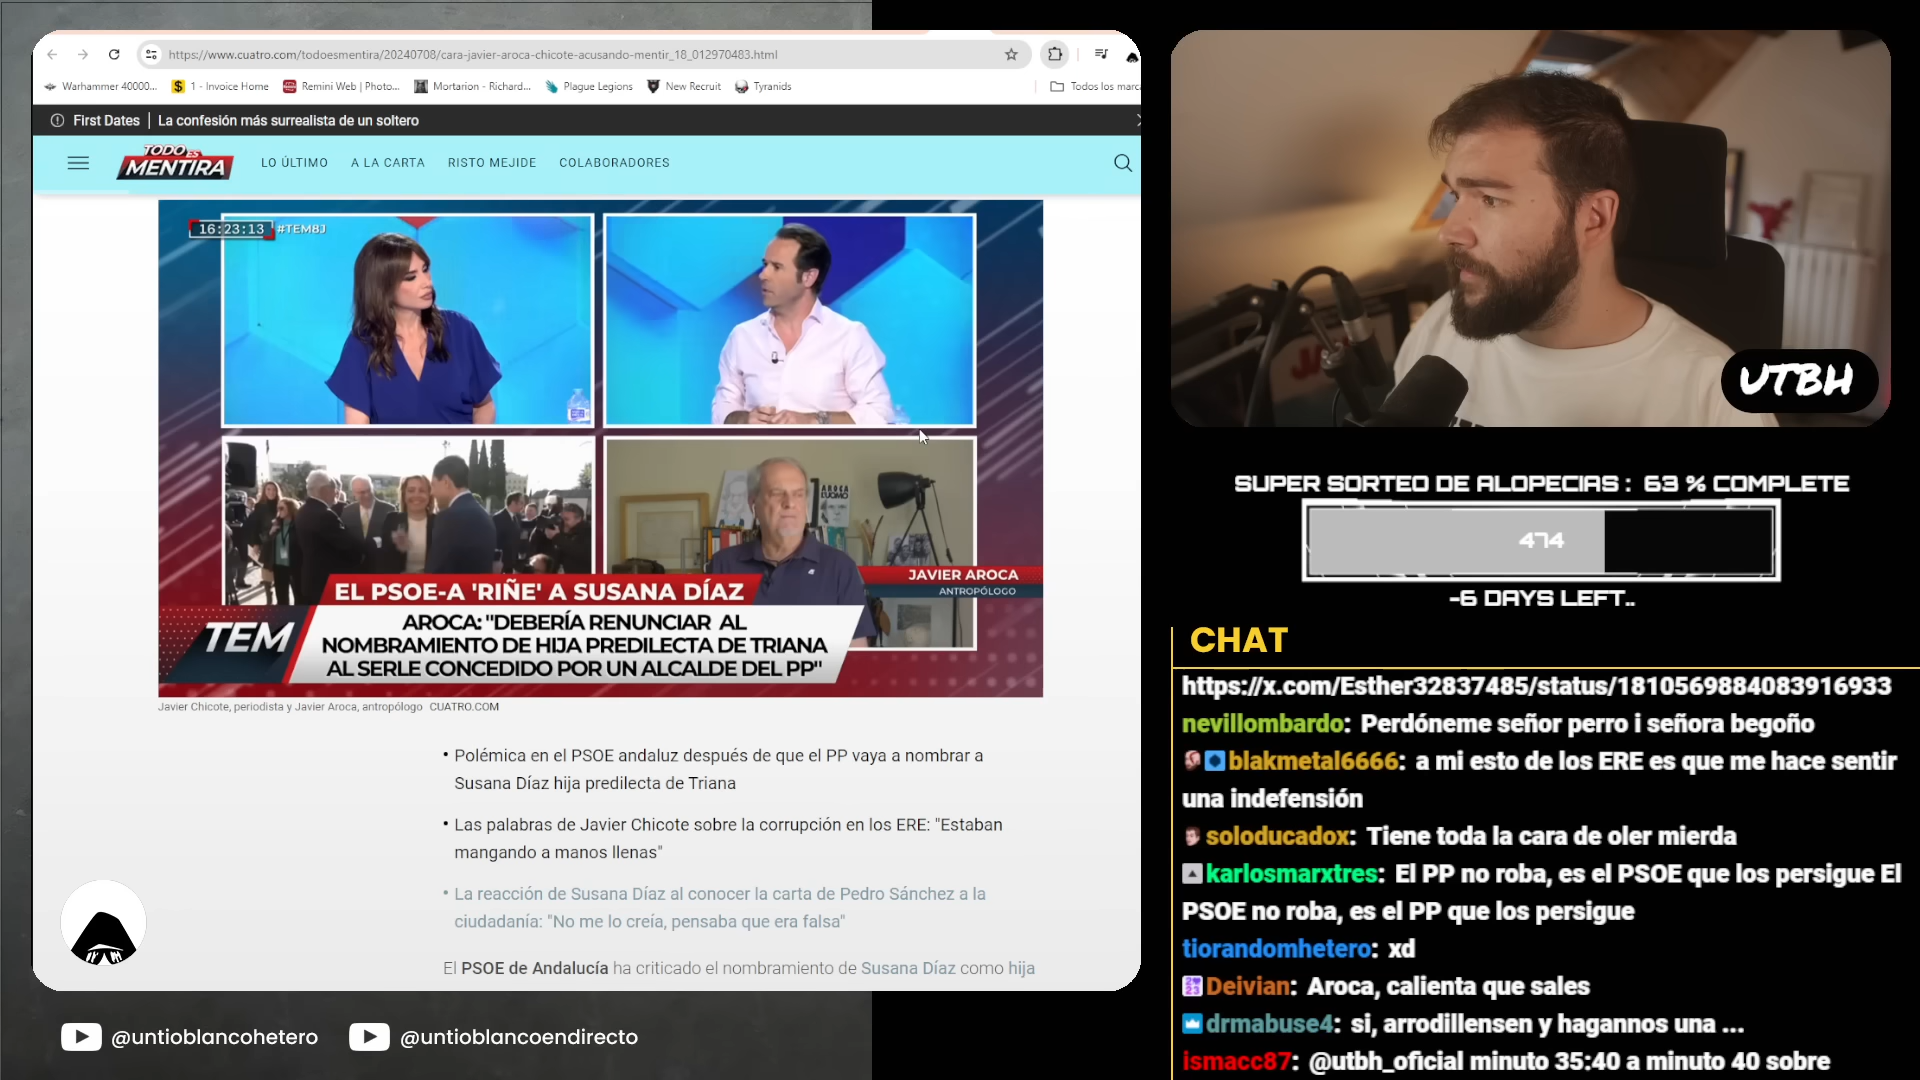 https://www.cuatro.com/todoesmentira/20240708/cara-javier-aroca-chicote-acusando-mentir_18_012970483.html
Warhammer 40000...
1 - Invoice Home
Remini Web | Photo...
Mortarion - Richard...
Plague Legions
New Recruit
Tyranids
Todos los marca
First Dates | La confesión más surrealista de un soltero
TODO ES
MENTIRA
LO ÚLTIMO
A LA CARTA
RISTO MEJIDE
COLABORADORES
16:23:13 #TEM8J
AROCA
L'UOMO
EL PSOE-A 'RIÑE' A SUSANA DÍAZ
JAVIER AROCA
ANTROPÓLOGO
TEM
AROCA: "DEBERÍA RENUNCIAR AL
NOMBRAMIENTO DE HIJA PREDILECTA DE TRIANA
AL SERLE CONCEDIDO POR UN ALCALDE DEL PP"
Javier Chicote, periodista y Javier Aroca, antropólogo CUATRO.COM
• Polémica en el PSOE andaluz después de que el PP vaya a nombrar a
Susana Díaz hija predilecta de Triana
• Las palabras de Javier Chicote sobre la corrupción en los ERE: "Estaban
mangando a manos llenas"
• La reacción de Susana Díaz al conocer la carta de Pedro Sánchez a la
ciudadanía: "No me lo creía, pensaba que era falsa"
El PSOE de Andalucía ha criticado el nombramiento de Susana Díaz como hija
@untioblancohetero
@untioblancoendirecto
UTBH
SUPER SORTEO DE ALOPECIAS : 63 % COMPLETE
474
-6 DAYS LEFT..
CHAT
https://x.com/Esther32837485/status/1810569884083916933
nevillombardo: Perdóneme señor perro i señora begoño
blakmetal6666: a mi esto de los ERE es que me hace sentir
una indefensión
soloducadox: Tiene toda la cara de oler mierda
karlosmarxtres: El PP no roba, es el PSOE que los persigue El
PSOE no roba, es el PP que los persigue
tiorandomhetero: xd
Deivian: Aroca, calienta que sales
drmabuse4: si, arrodillensen y hagannos una ...
ismacc87: @utbh_oficial minuto 35:40 a minuto 40 sobre